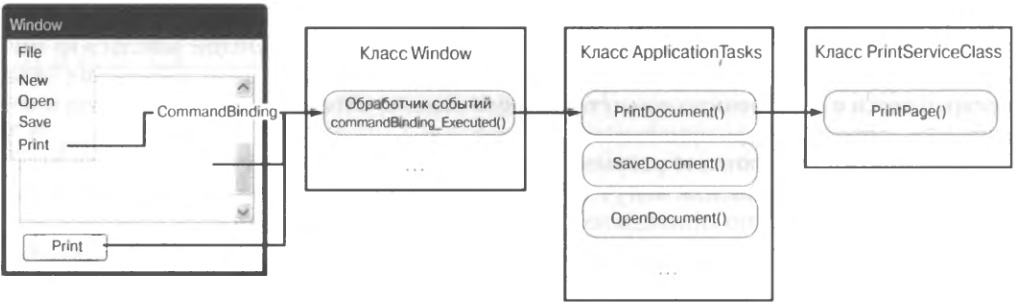 Window
File
New
Open
Save
Print
CommandBinding
Print
Класс Window
Обработчик событий
commandBinding_Executed()
...
Класс ApplicationTasks
PrintDocument()
SaveDocument()
OpenDocument()
...
Класс PrintServiceClass
PrintPage()